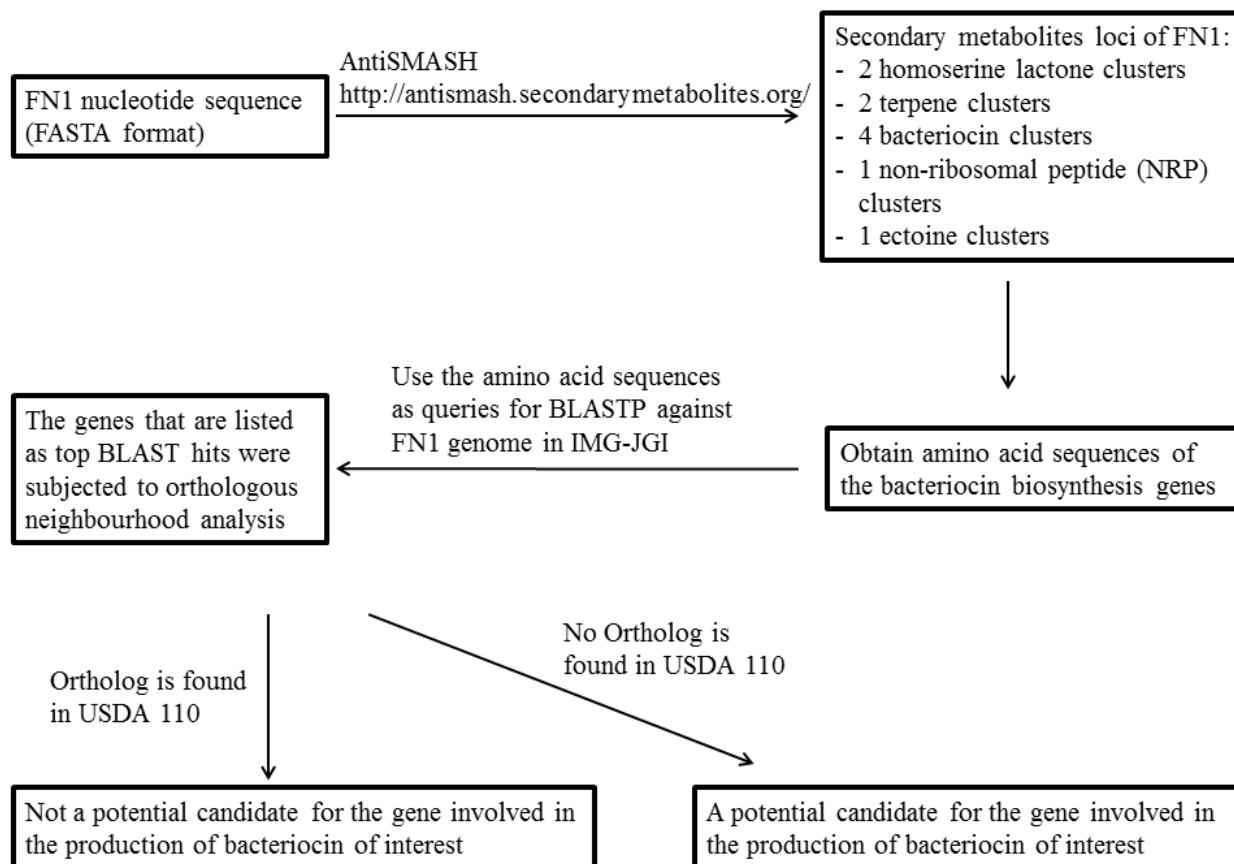 FN1 nucleotide sequence
(FASTA format)
AntiSMASH
http://antismash.secondarymetabolites.org/
Secondary metabolites loci of FN1:
- 2 homoserine lactone clusters
- 2 terpene clusters
- 4 bacteriocin clusters
- 1 non-ribosomal peptide (NRP)
clusters
- 1 ectoine clusters
Obtain amino acid sequences of
the bacteriocin biosynthesis genes
Use the amino acid sequences
as queries for BLASTP against
FN1 genome in IMG-JGI
The genes that are listed
as top BLAST hits were
subjected to orthologous
neighbourhood analysis
Ortholog is found
in USDA 110
No Ortholog is
found in USDA 110
Not a potential candidate for the gene involved in
the production of bacteriocin of interest
A potential candidate for the gene involved in
the production of bacteriocin of interest